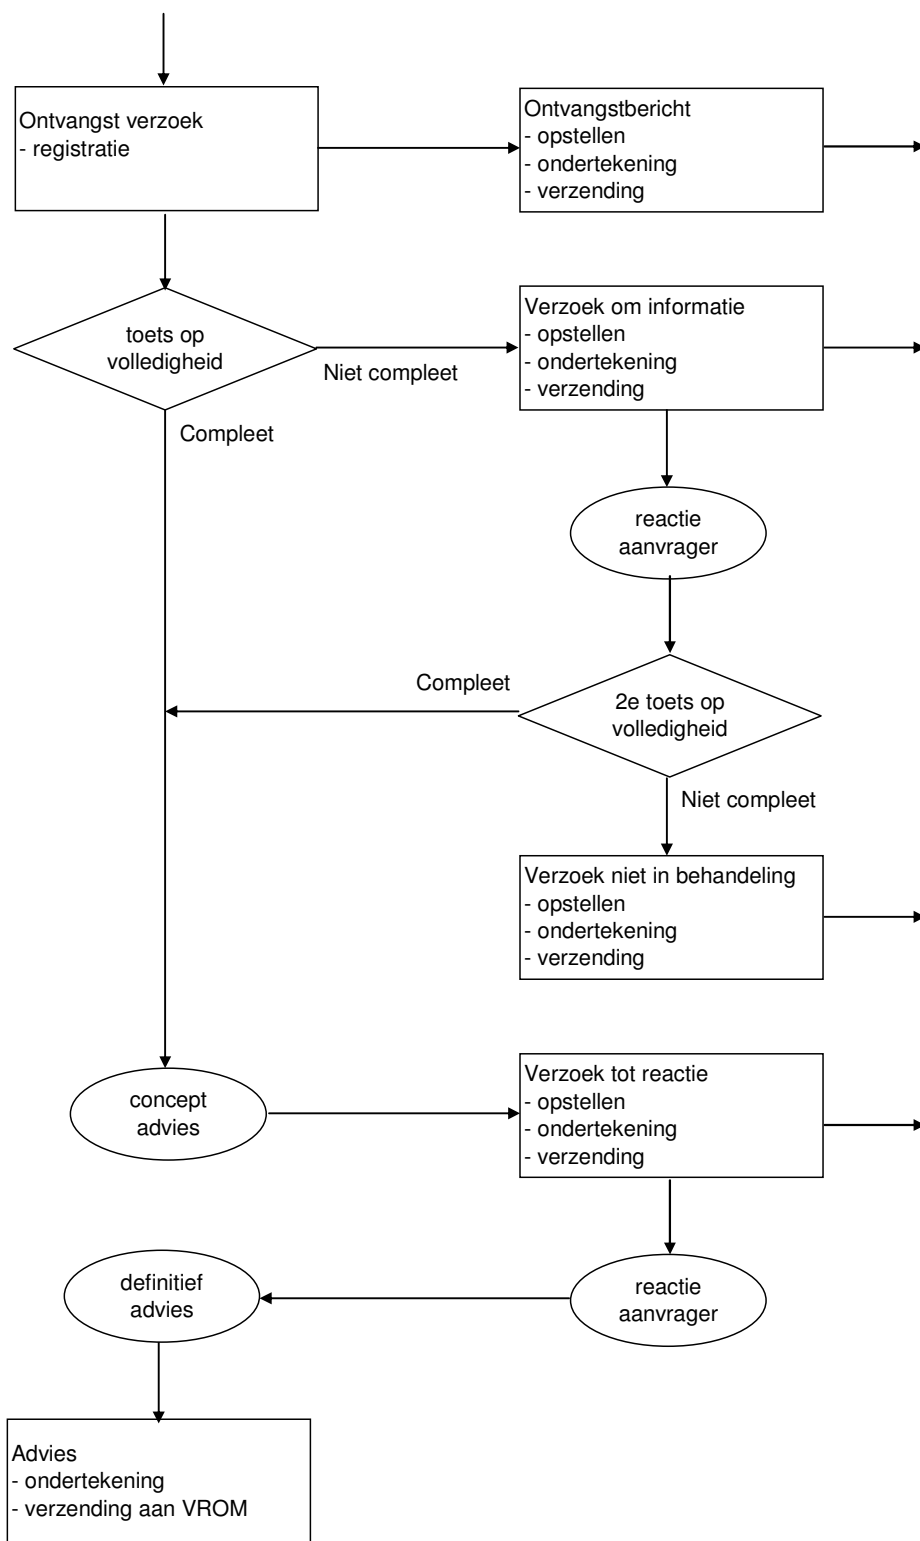 Ontvangst verzoek
- registratie
Ontvangstbericht
- opstellen
- ondertekening
- verzending
toets op
volledigheid
Niet compleet
Compleet
Verzoek om informatie
- opstellen
- ondertekening
- verzending
reactie
aanvrager
2e toets op
volledigheid
Compleet
Niet compleet
Verzoek niet in behandeling
- opstellen
- ondertekening
- verzending
concept
advies
Verzoek tot reactie
- opstellen
- ondertekening
- verzending
reactie
aanvrager
definitief
advies
Advies
- ondertekening
- verzending aan VROM